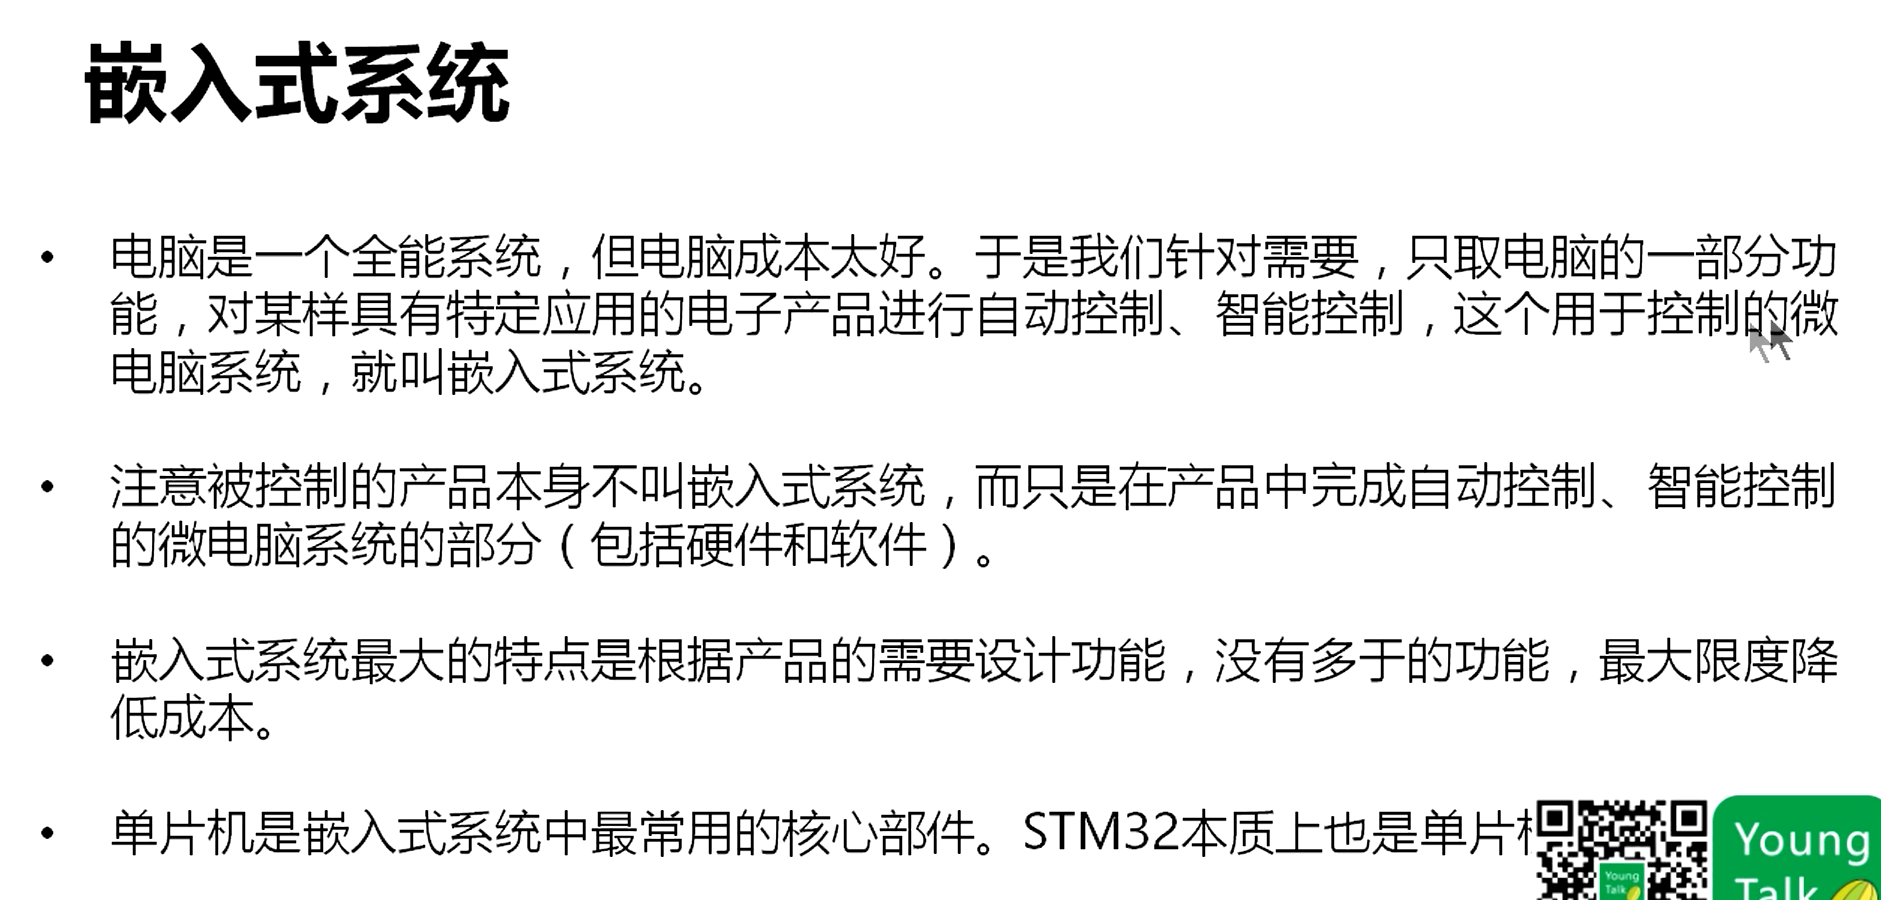 嵌入式系统
• 电脑是一个全能系统，但电脑成本太好。于是我们针对需要，只取电脑的一部分功
能，对某样具有特定应用的电子产品进行自动控制、智能控制，这个用于控制的微
电脑系统，就叫嵌入式系统。
• 注意被控制的产品本身不叫嵌入式系统，而只是在产品中完成自动控制、智能控制
的微电脑系统的部分（包括硬件和软件）。
• 嵌入式系统最大的特点是根据产品的需要设计功能，没有多于的功能，最大限度降
低成本。
• 单片机是嵌入式系统中最常用的核心部件。STM32本质上也是单片
Young
Talk
Young
Talk